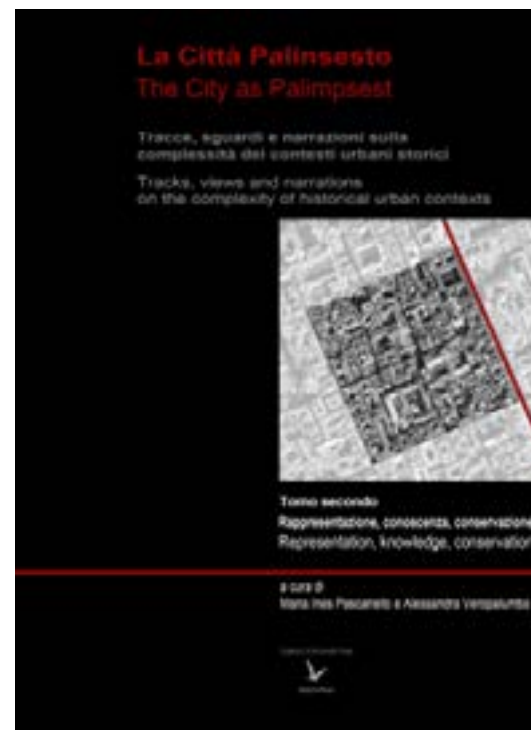 La Città Palinsesto
The City as Palimpsest
Tracce, sguardi e narrazioni sulla
complessità dei contesti urbani storici
Tracks, views and narrations
on the complexity of historical urban contexts
Tomo secondo
Rappresentazione, conoscenza, conservazione
Representation, knowledge, conservation
a cura di
Maria Ines Pascariello e Alessandra Veropalumbo